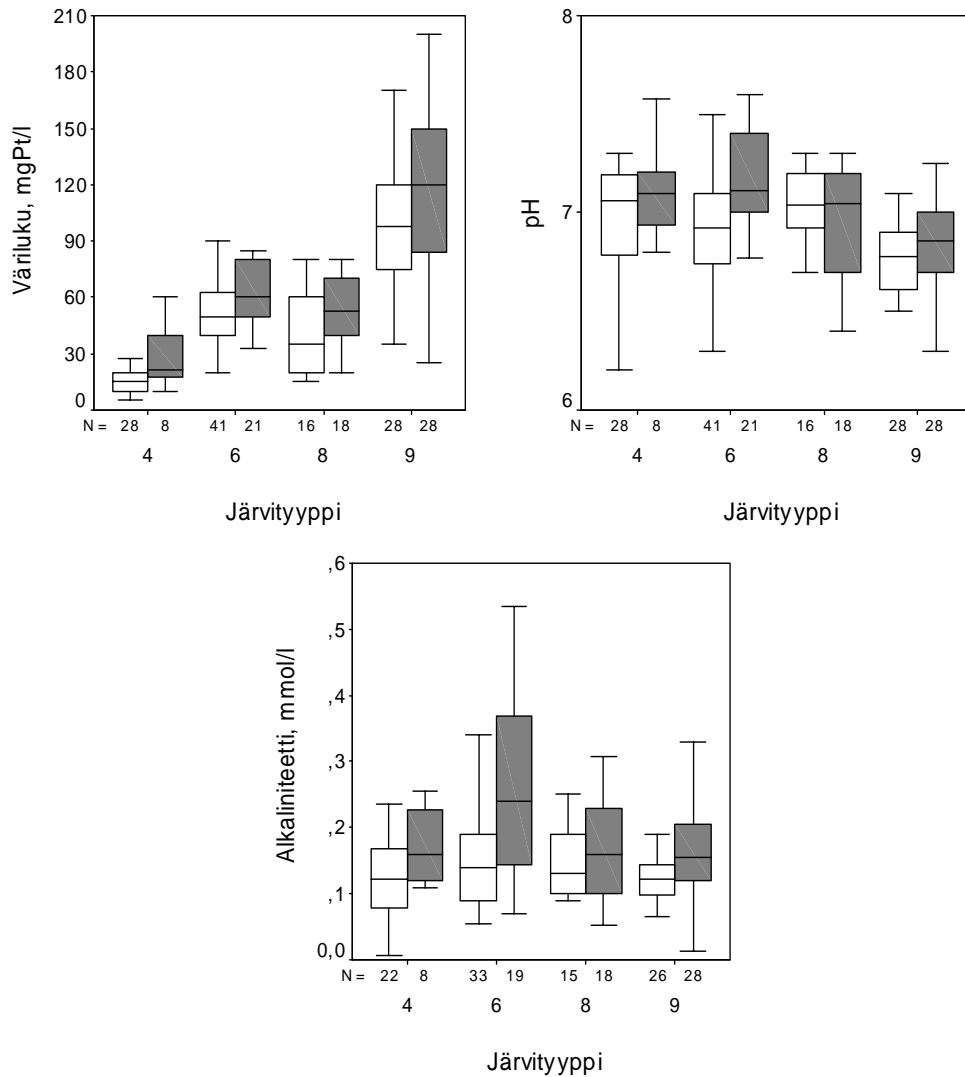 210
180
150
120
90
60
30
0
Väriluku, mgPt/l
N = 28 8 41 21 16 18 28 28
4 6 8 9
Järvityyppi
8
7
6
pH
N = 28 8 41 21 16 18 28 28
4 6 8 9
Järvityyppi
,6
,5
,4
,3
,2
,1
0,0
Alkaliniteetti, mmol/l
N = 22 8 33 19 15 18 26 28
4 6 8 9
Järvityyppi